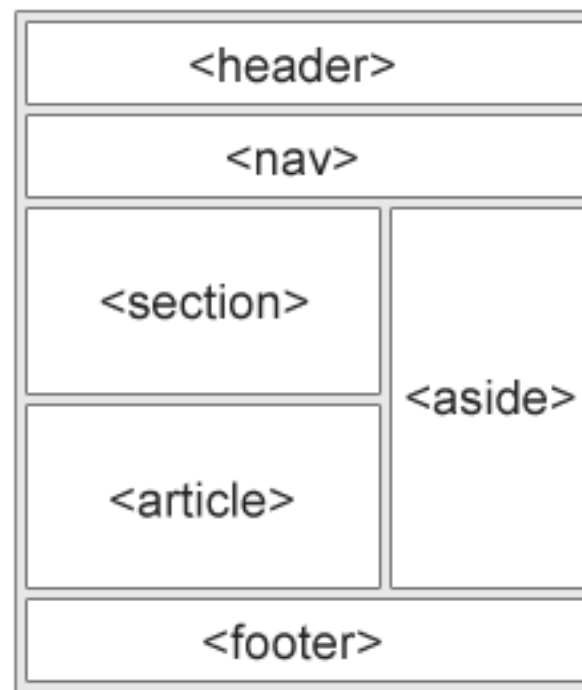 <header>
<nav>
<section>
<aside>
<article>
<footer>